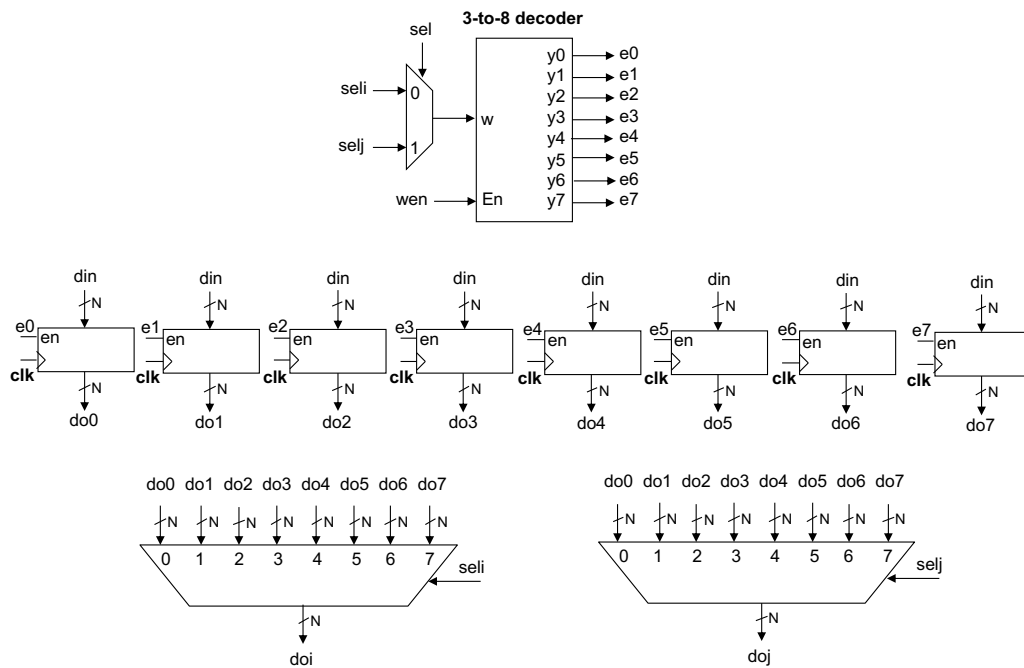 3-to-8 decoder
sel
seli
0
selj
1
w
wen
En
y0 e0
y1 e1
y2 e2
y3 e3
y4 e4
y5 e5
y6 e6
y7 e7
din din din din din din din din
N N N N N N N N
e0 e1 e2 e3 e4 e5 e6 e7
en en en en en en en en
clk clk clk clk clk clk clk clk
N N N N N N N N
do0 do1 do2 do3 do4 do5 do6 do7
do0 do1 do2 do3 do4 do5 do6 do7
N N N N N N N N
0 1 2 3 4 5 6 7
seli
N
doi
do0 do1 do2 do3 do4 do5 do6 do7
N N N N N N N N
0 1 2 3 4 5 6 7
selj
N
doj